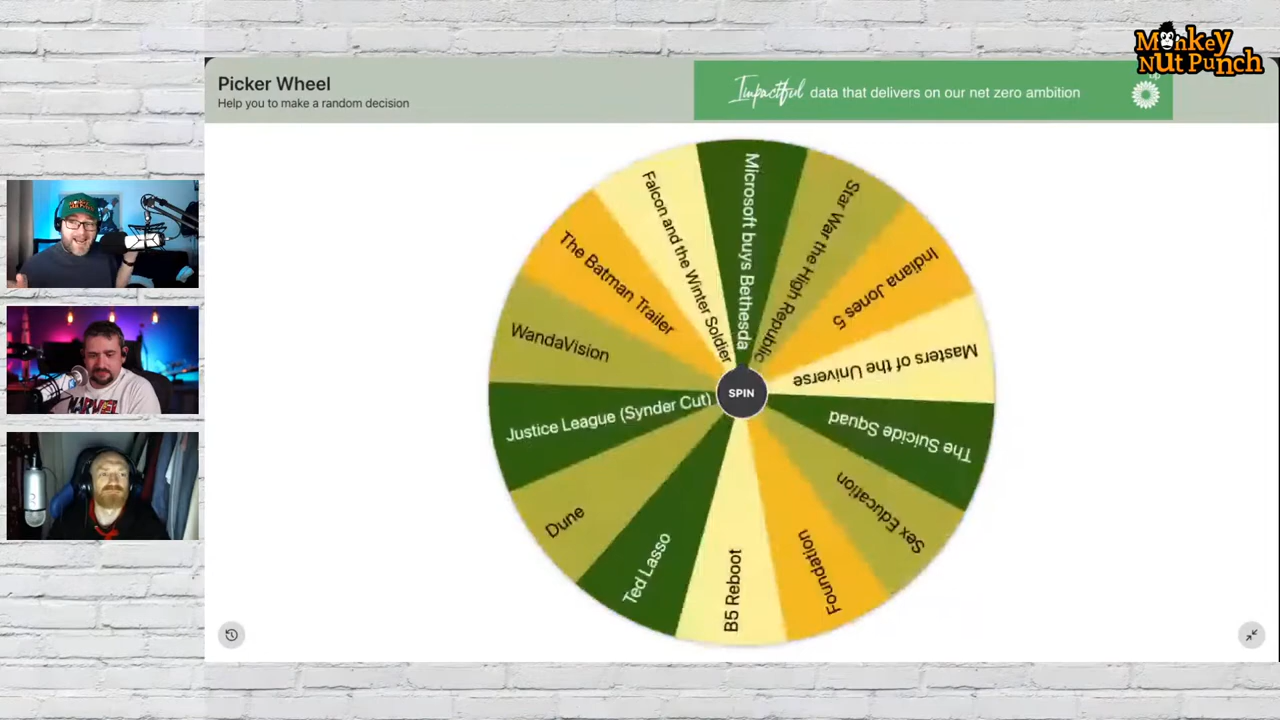 Monkey
Nut Punch
Picker Wheel
Help you to make a random decision
Impactful data that delivers on our net zero ambition
Microsoft buys Bethesda
Star War the High Republic
Indiana Jones 5
Masters of the Universe
The Suicide Squad
Sex Education
Foundation
B5 Reboot
Ted Lasso
Dune
Justice League (Synder Cut)
WandaVision
The Batman Trailer
Falcon and the Winter Soldier
SPIN
MARVEL